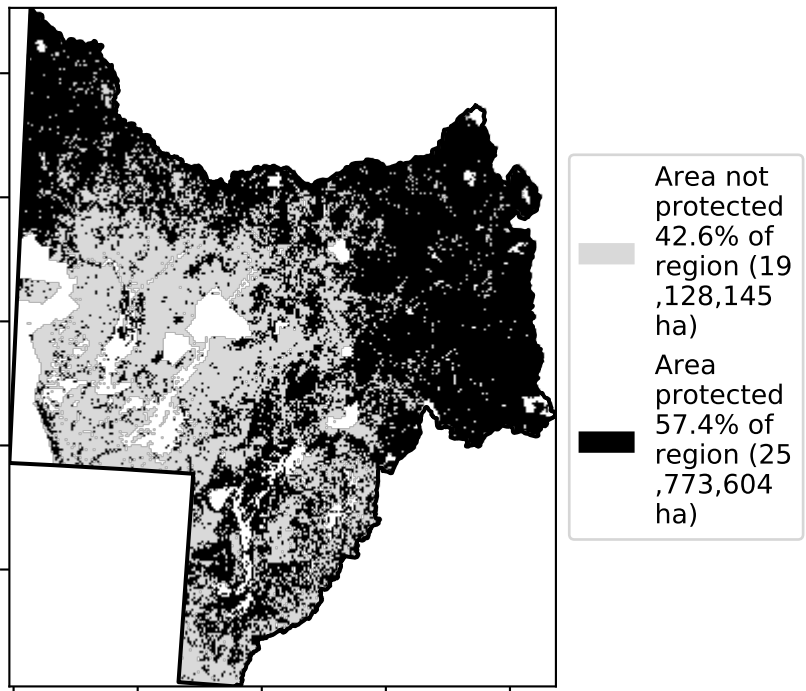 Area not
protected
42.6% of
region (19
,128,145
ha)
Area
protected
57.4% of
region (25
,773,604
ha)